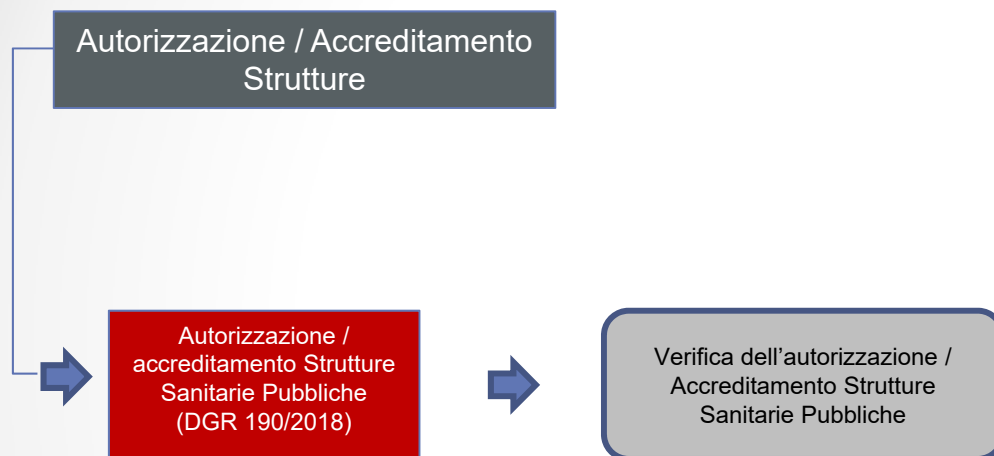 Autorizzazione / Accreditamento
Strutture
Autorizzazione /
accreditamento Strutture
Sanitarie Pubbliche
(DGR 190/2018)
Verifica dell’autorizzazione /
Accreditamento Strutture
Sanitarie Pubbliche